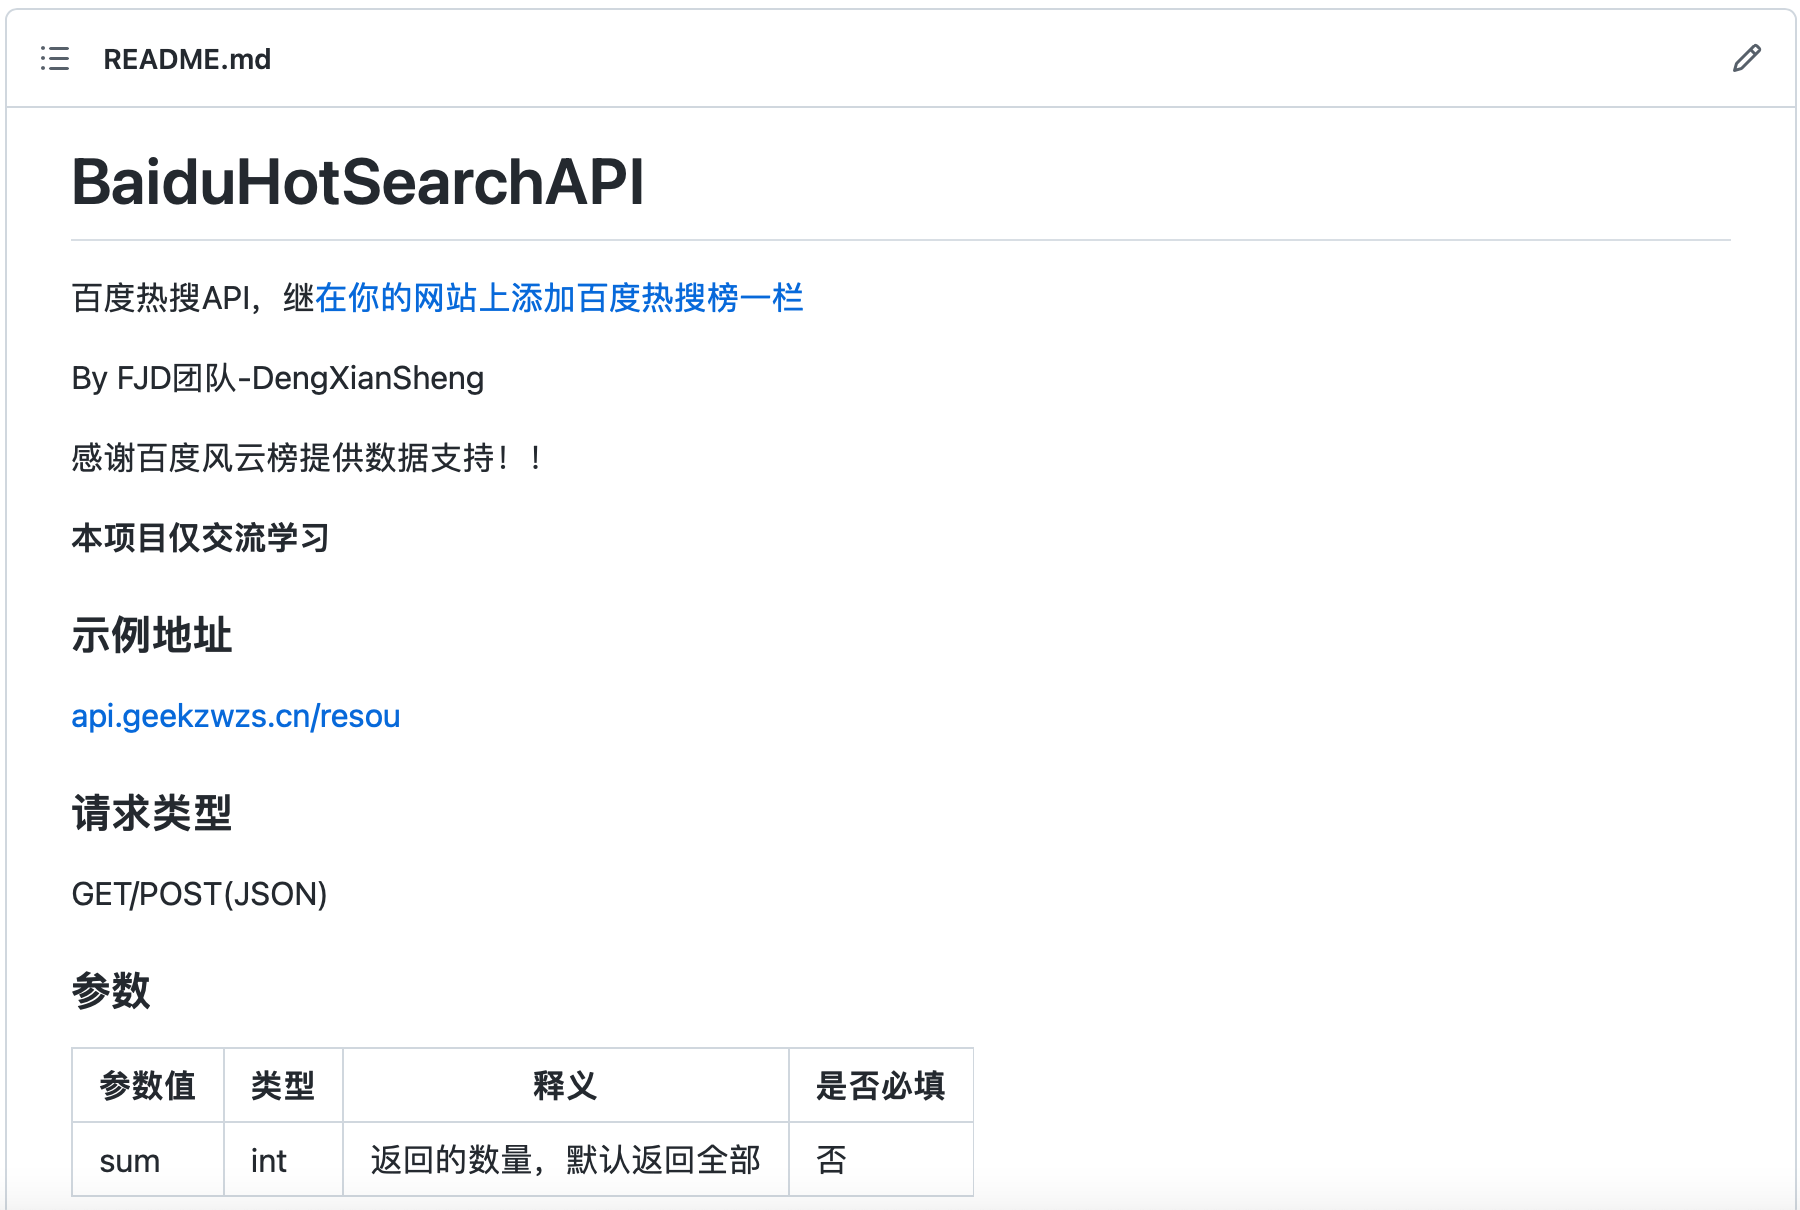 README.md
BaiduHotSearchAPI
百度热搜API，继在你的网站上添加百度热搜榜一栏
By FJD团队-DengXianSheng
感谢百度风云榜提供数据支持！！
本项目仅交流学习
示例地址
api.geekzwzs.cn/resou
请求类型
GET/POST(JSON)
参数
参数值 类型 释义 是否必填
sum int 返回的数量，默认返回全部 否